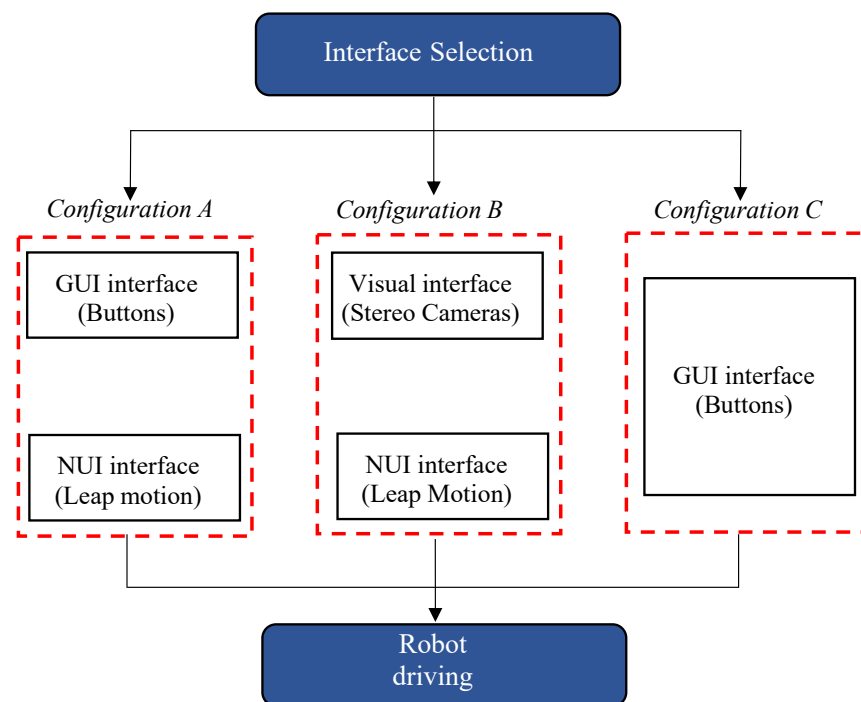 Interface Selection
Configuration A
Configuration B
Configuration C
GUI interface
(Buttons)
NUI interface
(Leap motion)
Visual interface
(Stereo Cameras)
NUI interface
(Leap Motion)
GUI interface
(Buttons)
Robot
driving